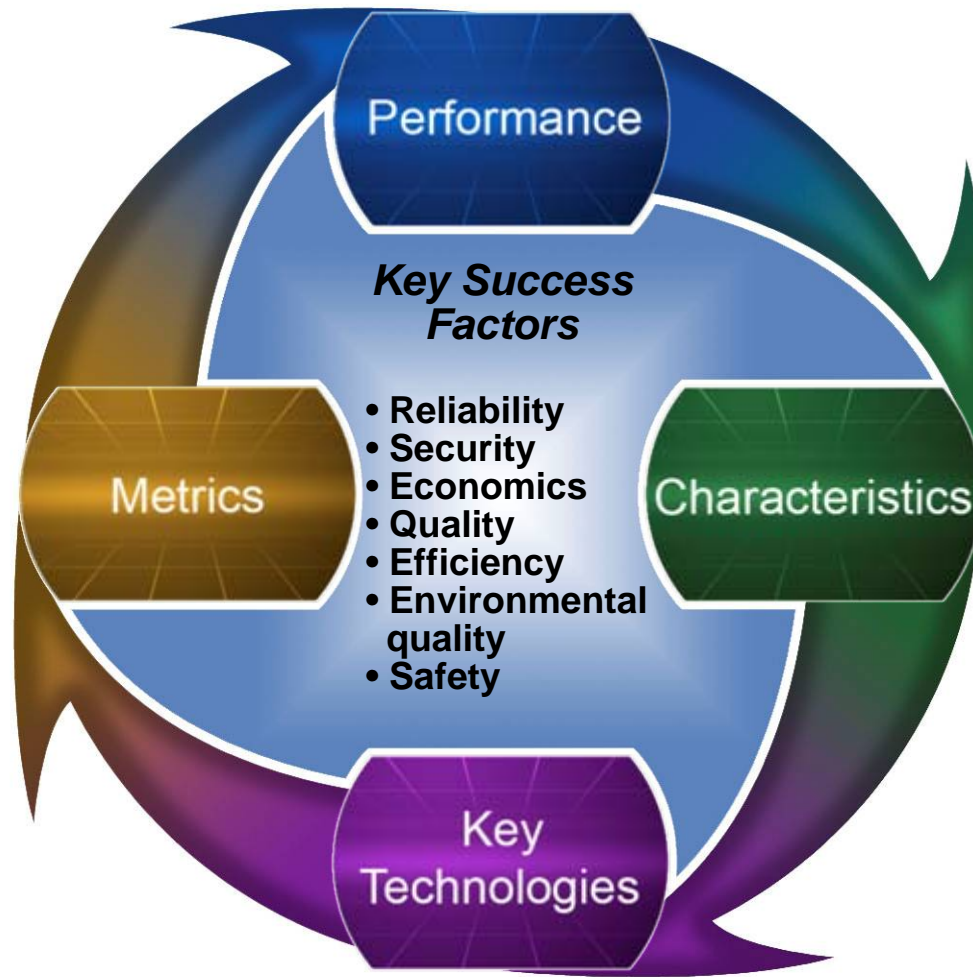 Performance
Key Success
Factors
• Reliability
• Security
• Economics
• Quality
• Efficiency
• Environmental
quality
• Safety
Metrics
Characteristics
Key
Technologies